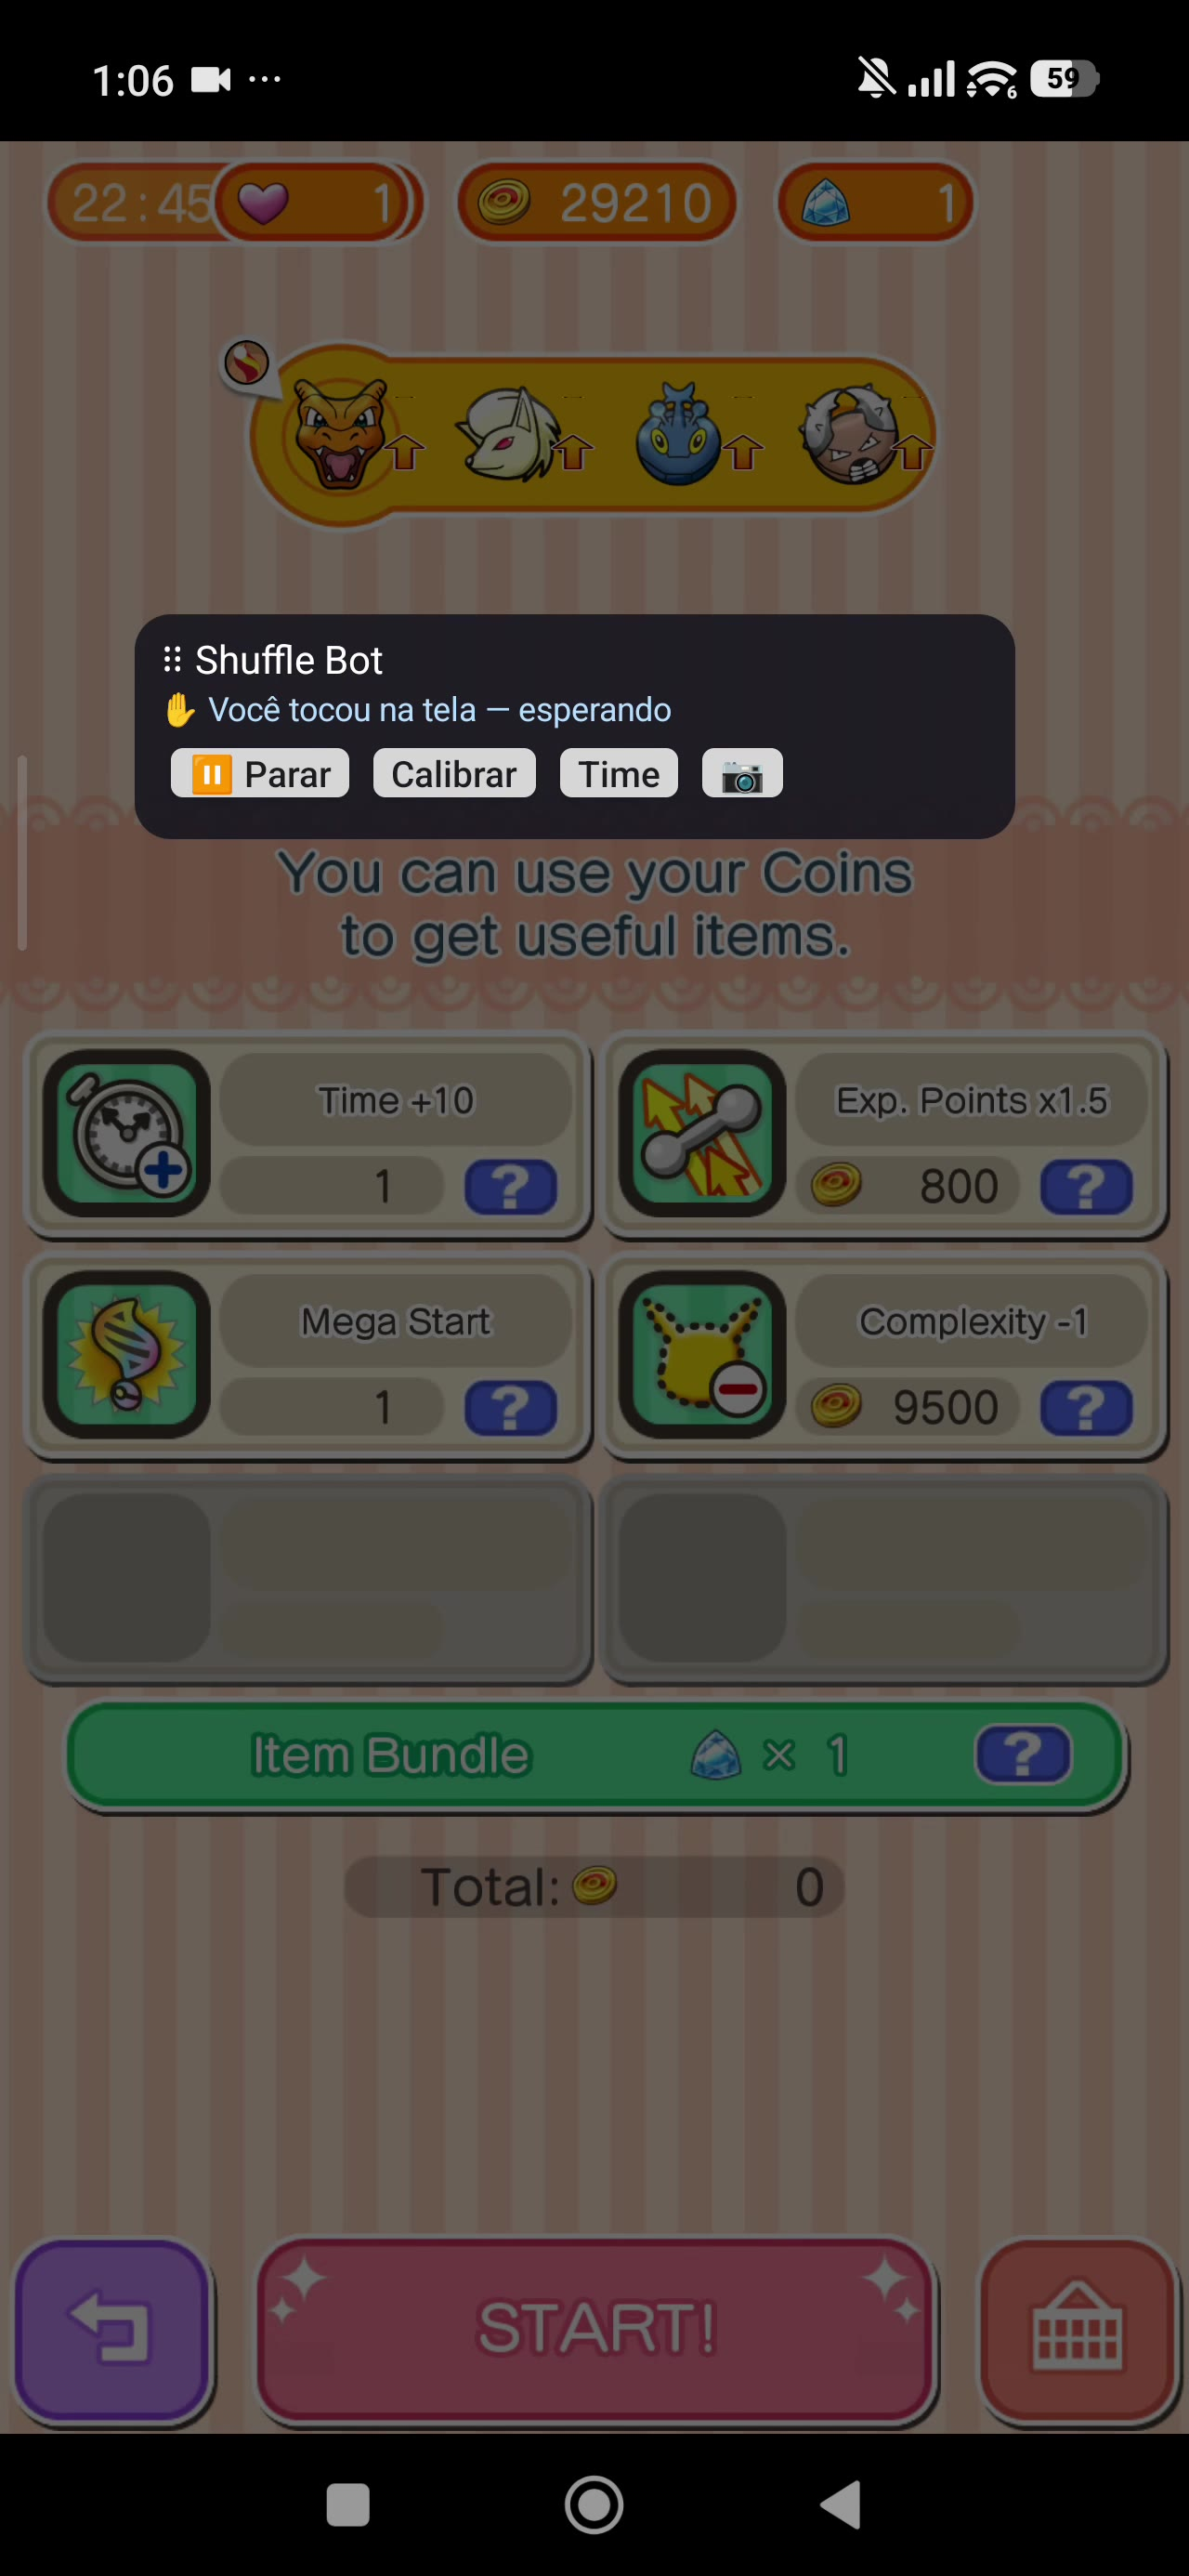 1:06
59
22:45
1
29210
1
Shuffle Bot
Você tocou na tela — esperando
Parar
Calibrar
Time
You can use your Coins
to get useful items.
Time +10
1
?
Exp. Points x1.5
800
?
Mega Start
1
?
Complexity -1
9500
?
Item Bundle
× 1
?
Total:
0
START!